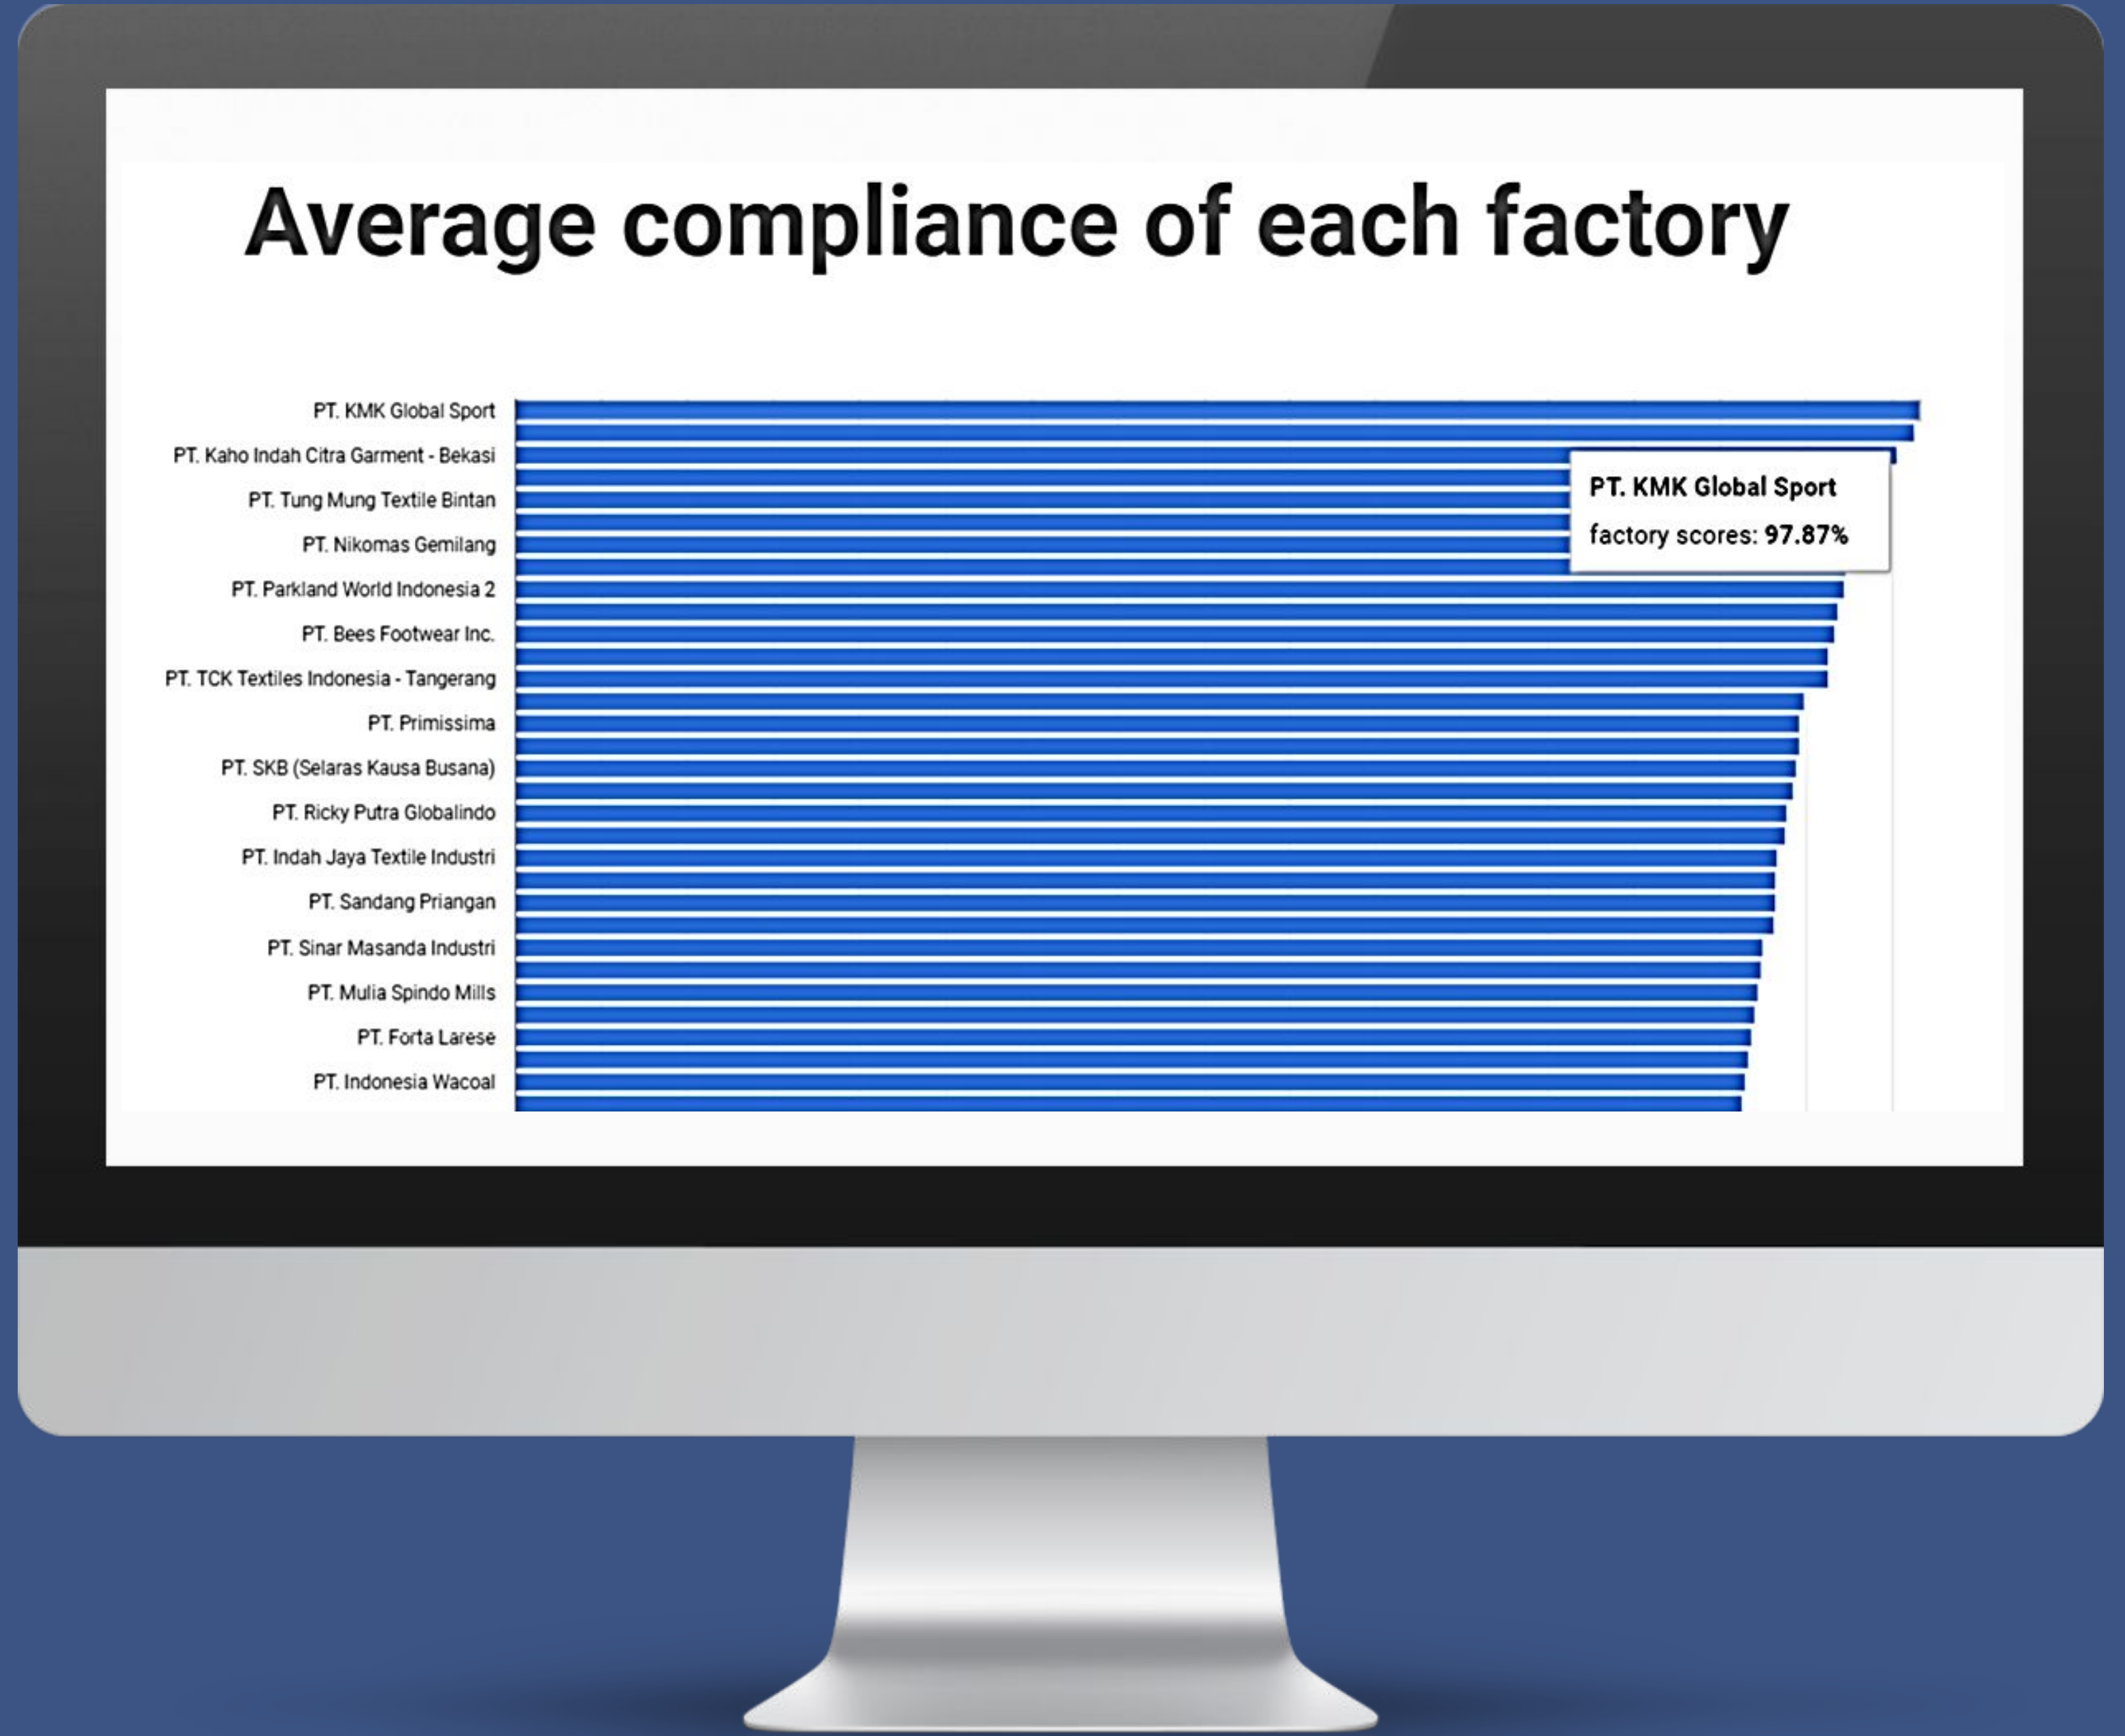 Average compliance of each factory
PT. KMK Global Sport
PT. Kaho Indah Citra Garment - Bekasi
PT. KMK Global Sport
factory scores: 97.87%
PT. Tung Mung Textile Bintan
PT. Nikomas Gemilang
PT. Parkland World Indonesia 2
PT. Bees Footwear Inc.
PT. TCK Textiles Indonesia - Tangerang
PT. Primissima
PT. SKB (Selaras Kausa Busana)
PT. Ricky Putra Globalindo
PT. Indah Jaya Textile Industri
PT. Sandang Priangan
PT. Sinar Masanda Industri
PT. Mulia Spindo Mills
PT. Forta Larese
PT. Indonesia Wacoal